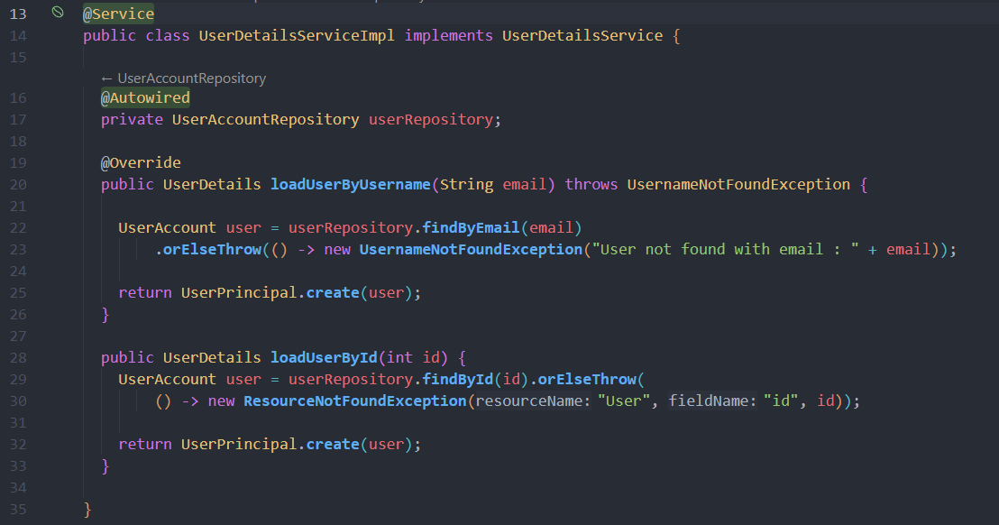 13 @Service
14 public class UserDetailsServiceImpl implements UserDetailsService {
15
← UserAccountRepository
16 @Autowired
17 private UserAccountRepository userRepository;
18
19 @Override
20 public UserDetails loadUserByUsername(String email) throws UsernameNotFoundException {
21
22 UserAccount user = userRepository.findByEmail(email)
23 .orElseThrow(() -> new UsernameNotFoundException("User not found with email : " + email));
24
25 return UserPrincipal.create(user);
26 }
27
28 public UserDetails loadUserById(int id) {
29 UserAccount user = userRepository.findById(id).orElseThrow(
30 () -> new ResourceNotFoundException(resourceName: "User", fieldName: "id", id));
31
32 return UserPrincipal.create(user);
33 }
34
35 }